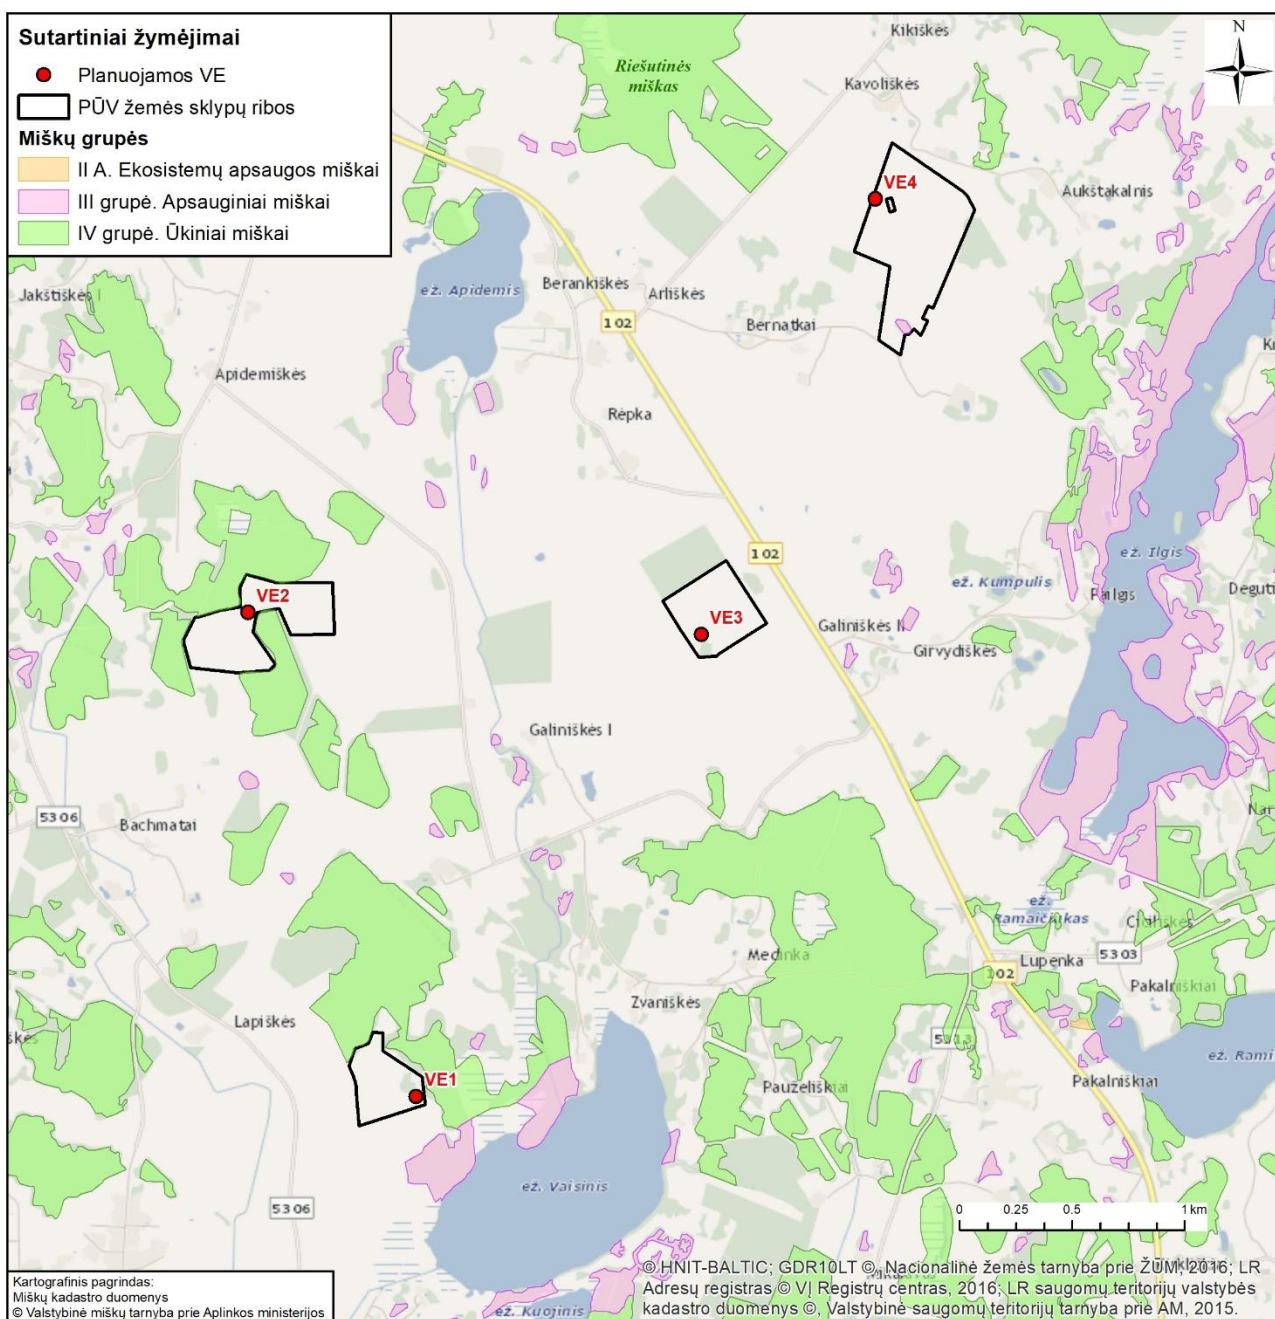 Sutartiniai žymėjimai
Planuojamos VE
PŪV žemės sklypų ribos
Miškų grupės
II A. Ekosistemų apsaugos miškai
III grupė. Apsauginiai miškai
IV grupė. Ūkiniai miškai
N
Kikiškės
Riešutinės
miškas
Kavoliškės
VE4
Aukštakalnis
Jakštiškės I
ež. Apidemis
Berankiškės
Arliškės
102
Bernatkai
Apidemiškės
Rėpka
102
ež. Ilgis
ež. Kumpulis
Pailgis
Deguti
VE2
VE3
Galiniškės II
Girvydiškės
Galiniškės I
5306
Bachmatai
Nar
ež.
Ramaičiukas
Medinka
Lupenka
5303
102
Pakalniškiai
Zvaniškės
Lapiškės
škės
5313
ež. Rami
VE1
Pauzeliškiai
Pakalniškiai
ež. Vaisinis
5306
0 0.25 0.5 1 km
© HNIT-BALTIC; GDR10LT ©, Nacionalinė žemės tarnyba prie ŽŪM, 2016; LR
Adresų registras © VĮ Registrų centras, 2016; LR saugomų teritorijų valstybės
kadastro duomenys ©, Valstybinė saugomų teritorijų tarnyba prie AM, 2015.
ež. Kuojinis
Kartografinis pagrindas:
Miškų kadastro duomenys
© Valstybinė miškų tarnyba prie Aplinkos ministerijos